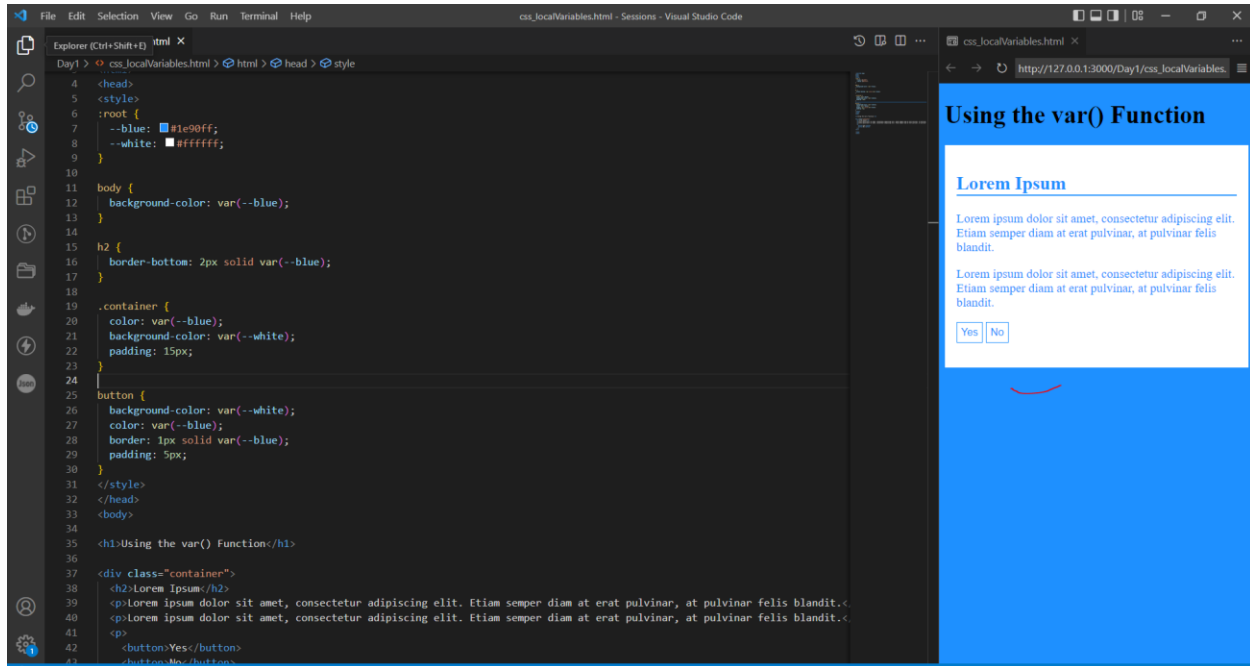 File Edit Selection View Go Run Terminal Help
css_localVariables.html - Sessions - Visual Studio Code
Explorer (Ctrl+Shift+E) html ×
css_localVariables.html ×
Day1 > css_localVariables.html > html > head > style
http://127.0.0.1:3000/Day1/css_localVariables.
4 <head>
5 <style>
6 :root {
7 --blue: #1e90ff;
8 --white: #ffffff;
9 }
10
11 body {
12 background-color: var(--blue);
13 }
14
15 h2 {
16 border-bottom: 2px solid var(--blue);
17 }
18
19 .container {
20 color: var(--blue);
21 background-color: var(--white);
22 padding: 15px;
23 }
24
25 button {
26 background-color: var(--white);
27 color: var(--blue);
28 border: 1px solid var(--blue);
29 padding: 5px;
30 }
31 </style>
32 </head>
33 <body>
34
35 <h1>Using the var() Function</h1>
36
37 <div class="container">
38 <h2>Lorem Ipsum</h2>
39 <p>Lorem ipsum dolor sit amet, consectetur adipiscing elit. Etiam semper diam at erat pulvinar, at pulvinar felis blandit.<
40 <p>Lorem ipsum dolor sit amet, consectetur adipiscing elit. Etiam semper diam at erat pulvinar, at pulvinar felis blandit.<
41 <p>
42 <button>Yes</button>
43 <button>No</button>
Json
1
Using the var() Function
Lorem Ipsum
Lorem ipsum dolor sit amet, consectetur adipiscing elit.
Etiam semper diam at erat pulvinar, at pulvinar felis
blandit.
Lorem ipsum dolor sit amet, consectetur adipiscing elit.
Etiam semper diam at erat pulvinar, at pulvinar felis
blandit.
Yes No